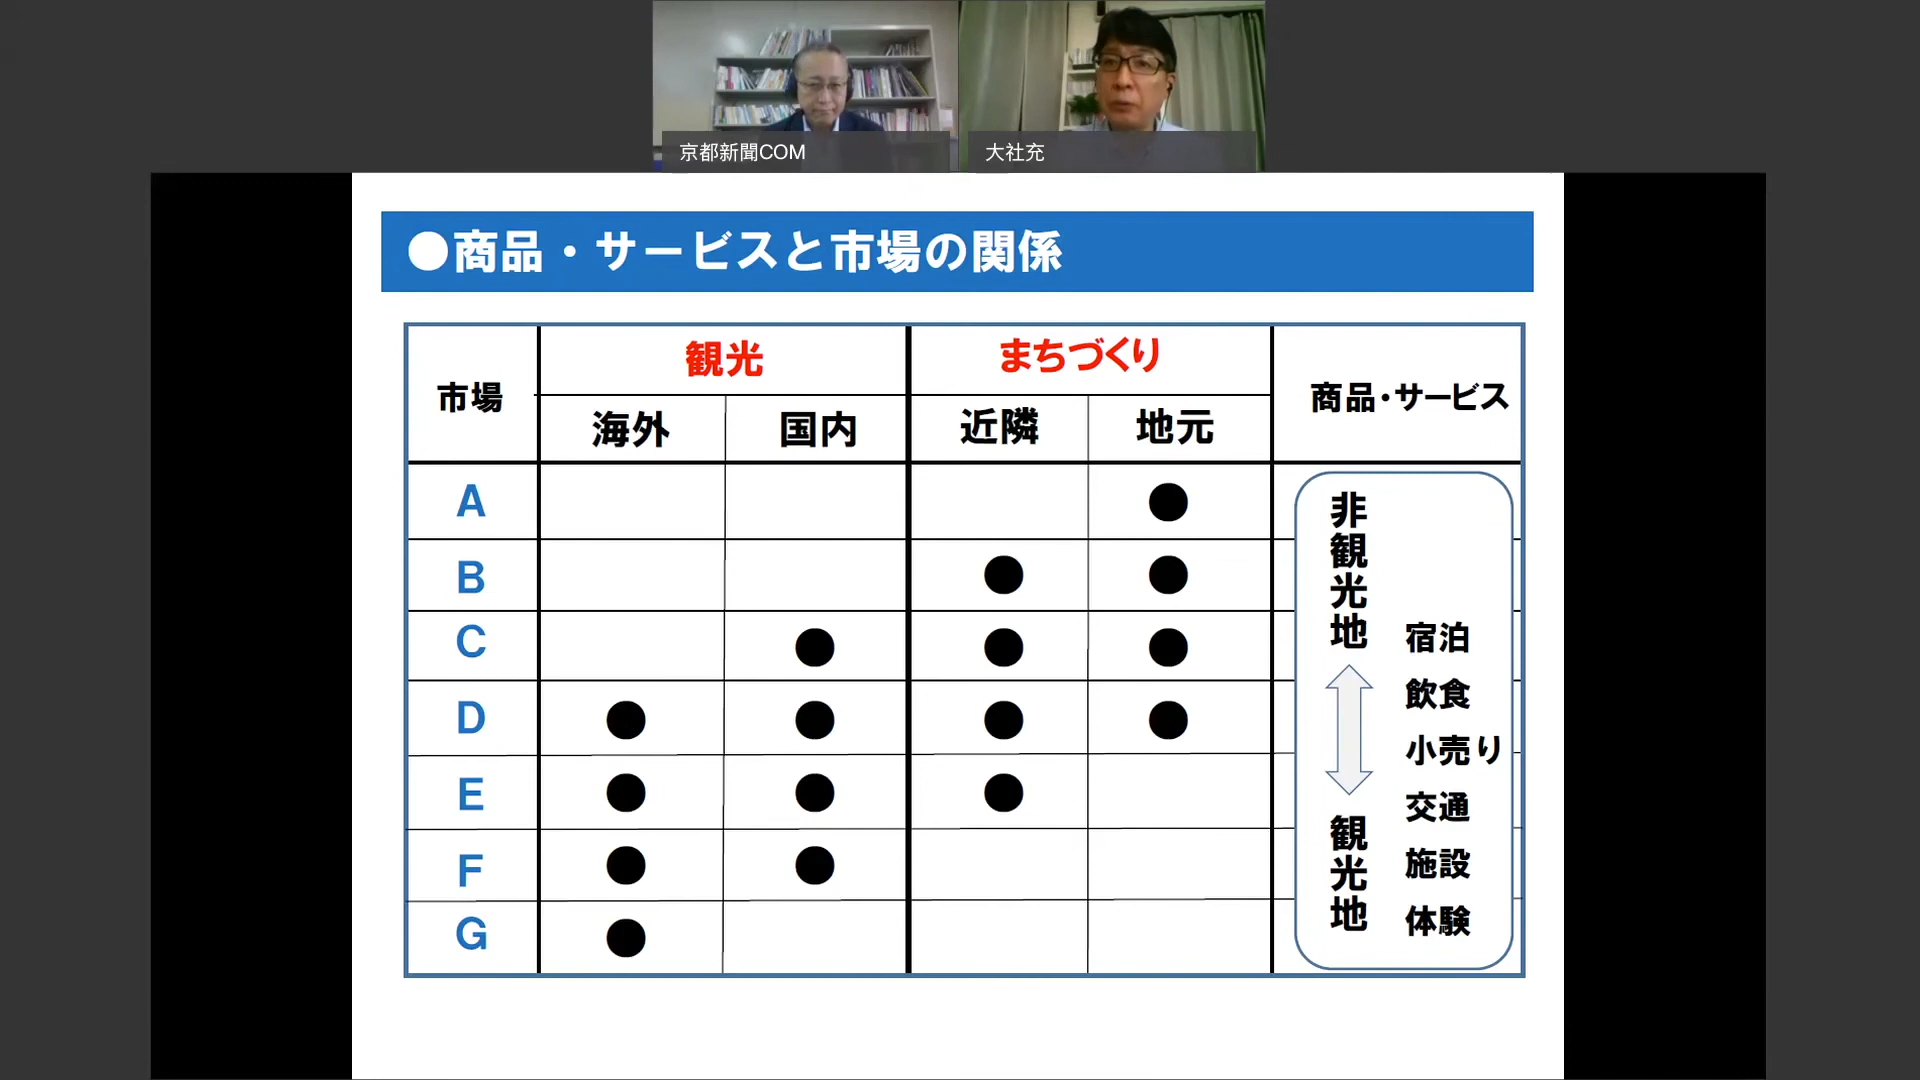 京都新聞COM
大社充
●商品・サービスと市場の関係
市場
観光
まちづくり
商品・サービス
海外
国内
近隣
地元
A
●
B
● ●
C
● ● ●
D
● ● ● ●
E
● ● ●
F
● ●
G
●
非観光地
観光地
宿泊
飲食
小売り
交通
施設
体験